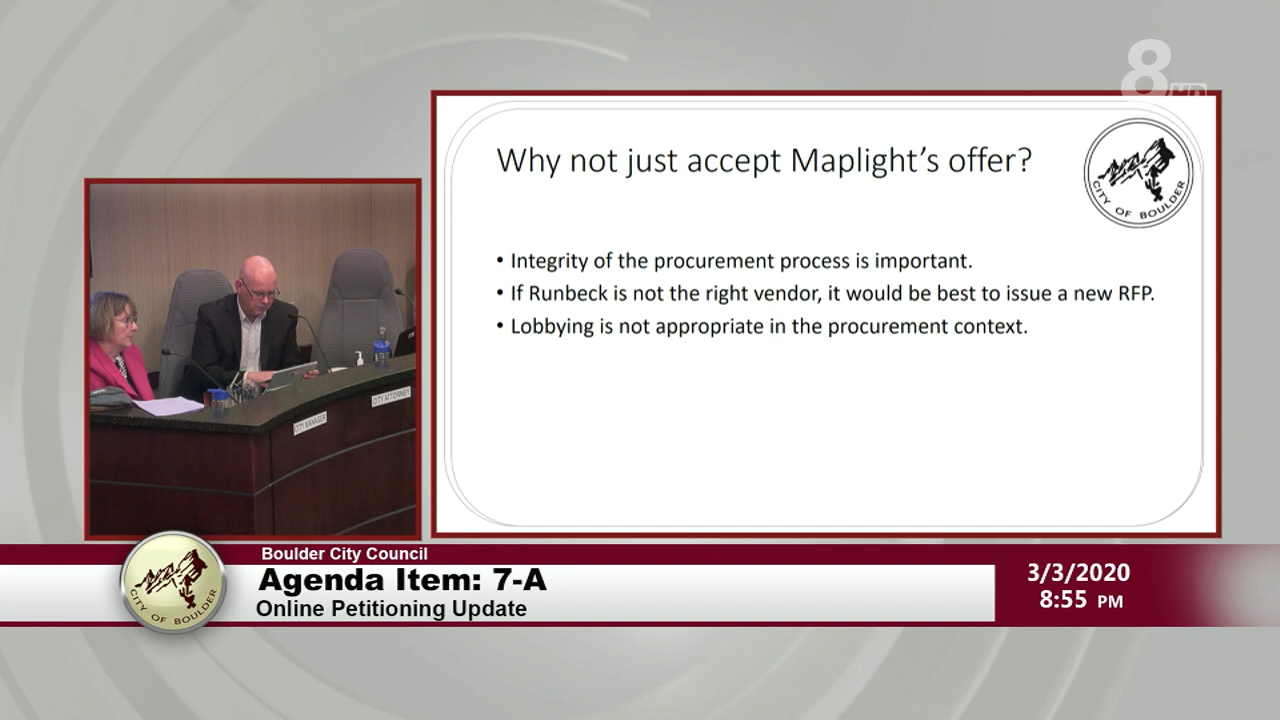 8
HD
Why not just accept Maplight's offer?
CITY OF BOULDER
• Integrity of the procurement process is important.
• If Runbeck is not the right vendor, it would be best to issue a new RFP.
• Lobbying is not appropriate in the procurement context.
CITY MANAGER
CITY ATTORNEY
Boulder City Council
Agenda Item: 7-A
Online Petitioning Update
CITY OF BOULDER
3/3/2020
8:55 PM